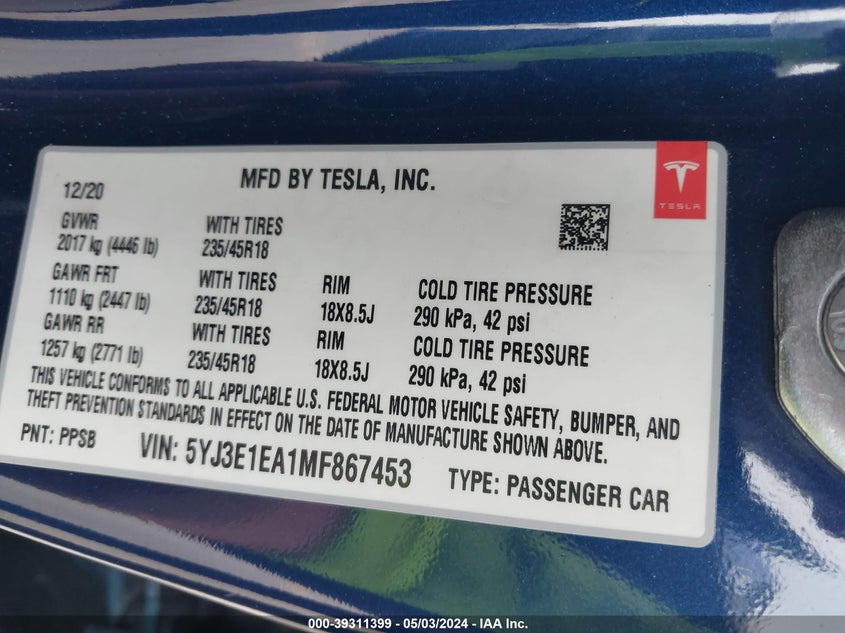 MFD BY TESLA, INC.
TESLA
12/20
GVWR WITH TIRES
2017 kg (4446 lb) 235/45R18
GAWR FRT WITH TIRES RIM COLD TIRE PRESSURE
1110 kg (2447 lb) 235/45R18 18X8.5J 290 kPa, 42 psi
GAWR RR WITH TIRES RIM COLD TIRE PRESSURE
1257 kg (2771 lb) 235/45R18 18X8.5J 290 kPa, 42 psi
THIS VEHICLE CONFORMS TO ALL APPLICABLE U.S. FEDERAL MOTOR VEHICLE SAFETY, BUMPER, AND
THEFT PREVENTION STANDARDS IN EFFECT ON THE DATE OF MANUFACTURE SHOWN ABOVE.
PNT: PPSB VIN: 5YJ3E1EA1MF867453 TYPE: PASSENGER CAR
000-39311399 - 05/03/2024 - IAA Inc.